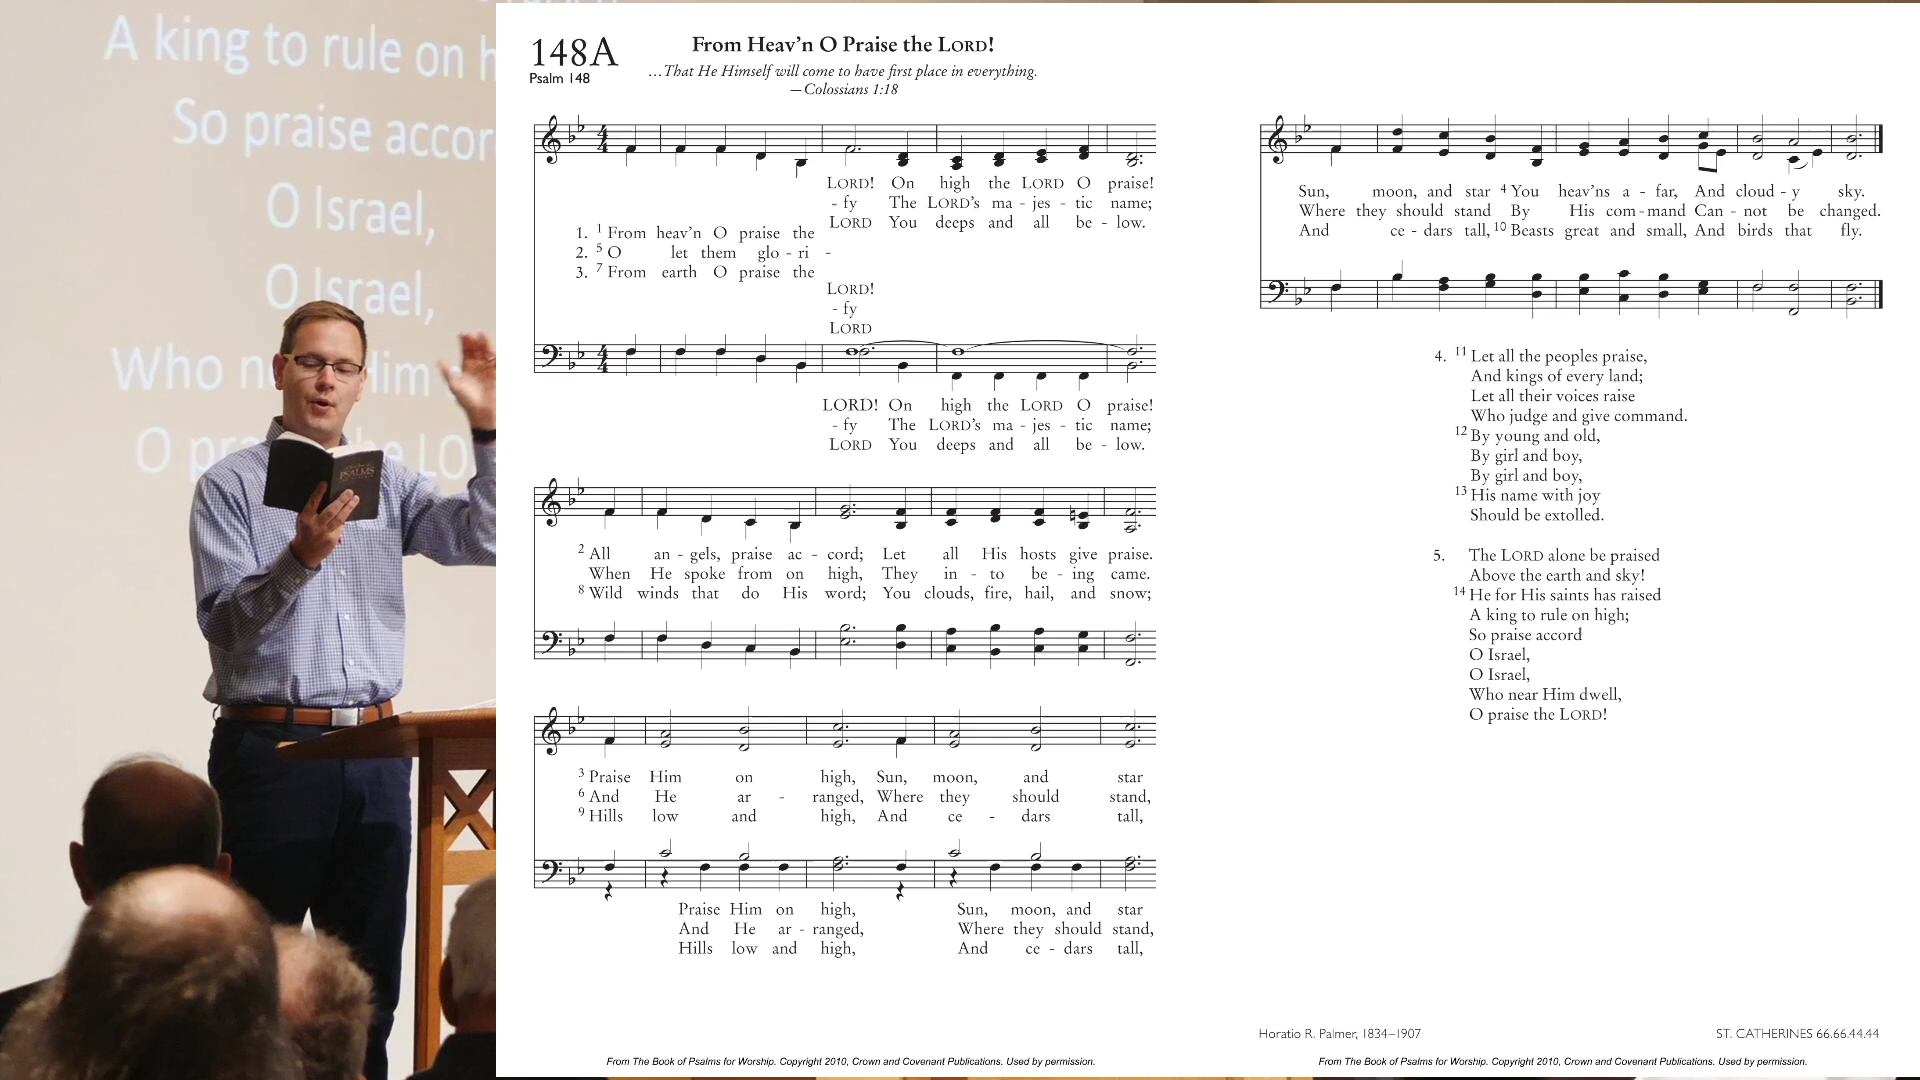 A king to rule on h
So praise accor
O Israel,
O Israel,
Who n
Him
O pra
the LO
PSALMS
148A
Psalm 148
From Heav’n O Praise the LORD!
…That He Himself will come to have first place in everything.
—Colossians 1:18
LORD! On high the LORD O praise!
- fy The LORD’s ma - jes - tic name;
LORD You deeps and all be - low.
1. 1 From heav’n O praise the
2. 5 O let them glo - ri -
3. 7 From earth O praise the
LORD!
- fy
LORD
LORD! On high the LORD O praise!
- fy The LORD’s ma - jes - tic name;
LORD You deeps and all be - low.
2 All an - gels, praise ac - cord; Let all His hosts give praise.
When He spoke from on high, They in - to be - ing came.
8 Wild winds that do His word; You clouds, fire, hail, and snow;
3 Praise Him on high, Sun, moon, and star
6 And He ar - ranged, Where they should stand,
9 Hills low and high, And ce - dars tall,
Praise Him on high, Sun, moon, and star
And He ar - ranged, Where they should stand,
Hills low and high, And ce - dars tall,
From The Book of Psalms for Worship. Copyright 2010, Crown and Covenant Publications. Used by permission.
Sun, moon, and star 4 You heav’ns a - far, And cloud - y sky.
Where they should stand By His com - mand Can - not be changed.
And ce - dars tall, 10 Beasts great and small, And birds that fly.
4. 11 Let all the peoples praise,
And kings of every land;
Let all their voices raise
Who judge and give command.
12 By young and old,
By girl and boy,
By girl and boy,
13 His name with joy
Should be extolled.
5. The LORD alone be praised
Above the earth and sky!
14 He for His saints has raised
A king to rule on high;
So praise accord
O Israel,
O Israel,
Who near Him dwell,
O praise the LORD!
Horatio R. Palmer, 1834–1907
ST. CATHERINES 66.66.44.44
From The Book of Psalms for Worship. Copyright 2010, Crown and Covenant Publications. Used by permission.